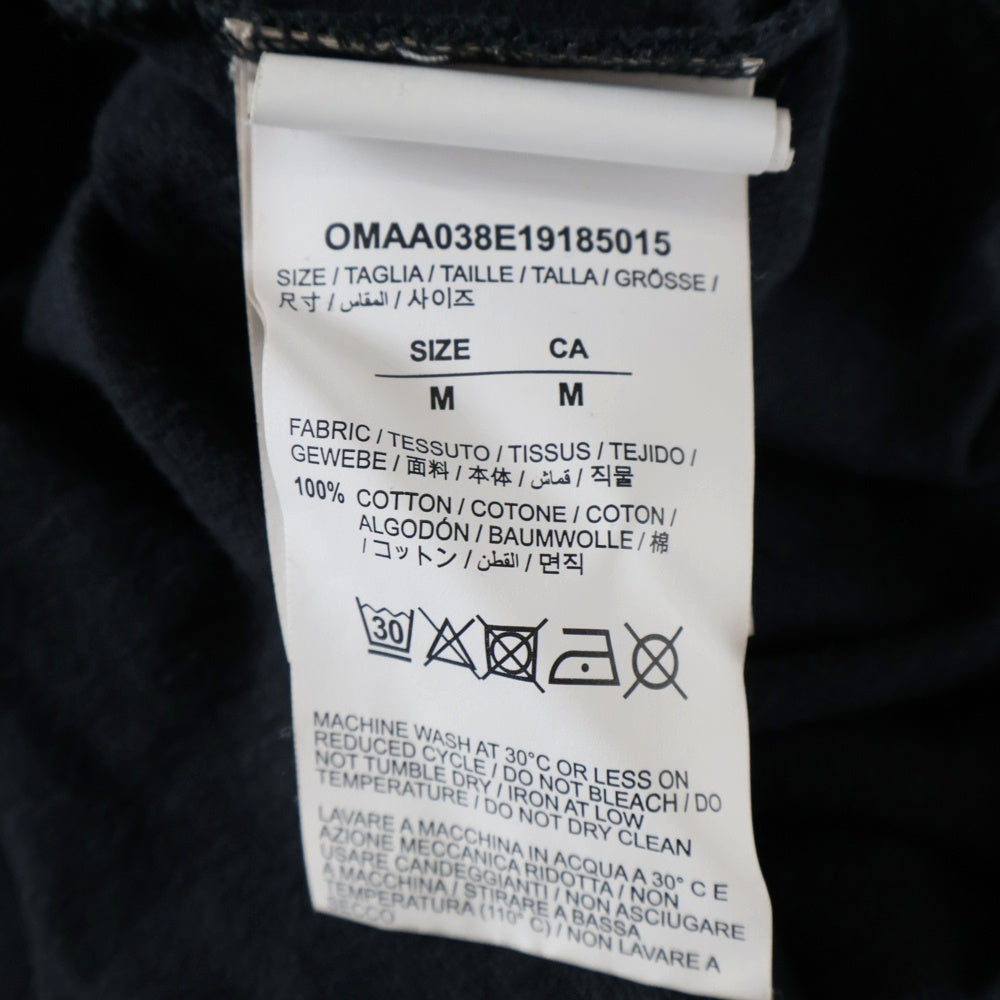 OMAA038E19185015
SIZE / TAGLIA / TAILLE / TALLA / GRÖSSE /
尺寸 / المقاس / 사이즈
SIZE CA
M M
FABRIC / TESSUTO / TISSUS / TEJIDO /
GEWEBE / 面料 / 本体 / قماش / 직물
100% COTTON / COTONE / COTON /
ALGODÓN / BAUMWOLLE / 棉
/ コットン / القطن / 면직
30
MACHINE WASH AT 30°C OR LESS ON
REDUCED CYCLE / DO NOT BLEACH / DO
NOT TUMBLE DRY / IRON AT LOW
TEMPERATURE / DO NOT DRY CLEAN
LAVARE A MACCHINA IN ACQUA A 30° C E
AZIONE MECCANICA RIDOTTA / NON
USARE CANDEGGIANTI / NON ASCIUGARE
A MACCHINA / STIRARE A BASSA
TEMPERATURA (110° C) / NON LAVARE A
SECCO